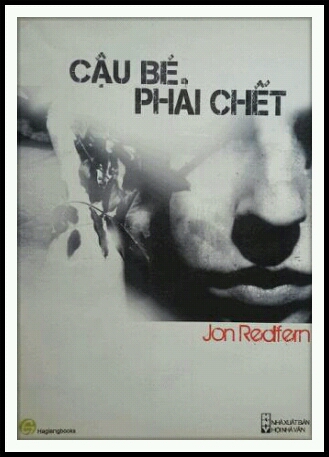 CẬU BÉ
PHẢI CHẾT
Jon Redfern
Hagiangbooks
NHÀ XUẤT BẢN
HỘI NHÀ VĂN